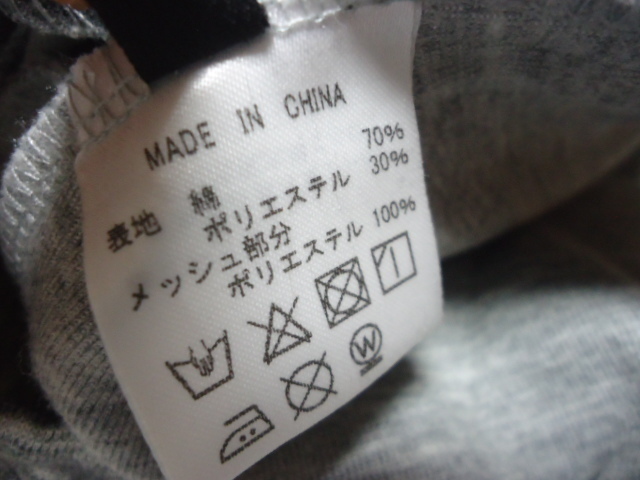 MADE IN CHINA
表地 綿 70%
ポリエステル 30%
メッシュ部分
ポリエステル 100%
W